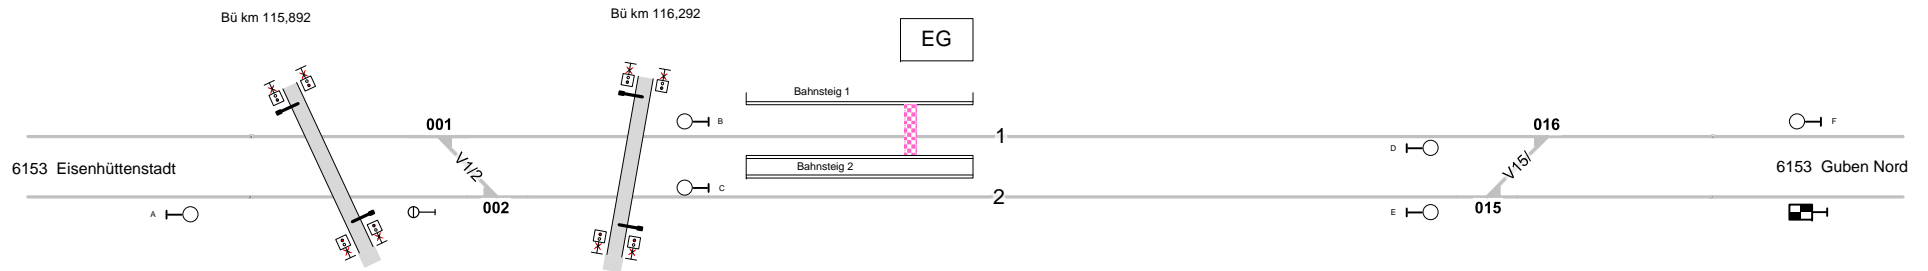 Bü km 115,892
Bü km 116,292
EG
Bahnsteig 1
001
B
1
016
F
D
6153 Eisenhüttenstadt
V1/2
Bahnsteig 2
V15/
6153 Guben Nord
A
002
C
2
E
015